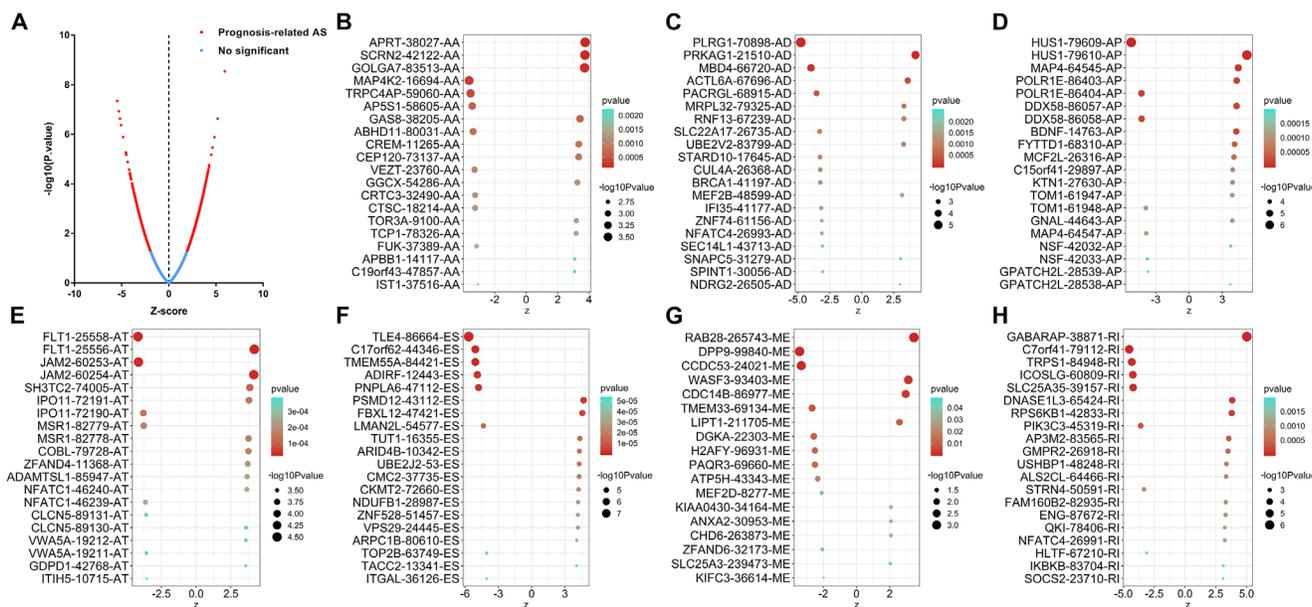 A
Prognosis-related AS
No significant
10
8
6
4
2
0
-10
-5
0
5
10
-log10(P.value)
Z-score
B
APRT-38027-AA
SCRN2-42122-AA
GOLGA7-83513-AA
MAP4K2-16694-AA
TRPC4AP-59060-AA
AP5S1-58605-AA
GAS8-38205-AA
ABHD11-80031-AA
CREM-11265-AA
CEP120-73137-AA
VEZT-23760-AA
GGCX-54286-AA
CRTC3-32490-AA
CTSC-18214-AA
TOR3A-9100-AA
TCP1-78326-AA
FUK-37389-AA
APBB1-14117-AA
C19orf43-47857-AA
IST1-37516-AA
-2
0
2
4
z
pvalue
0.0020
0.0015
0.0010
0.0005
-log10Pvalue
2.75
3.00
3.25
3.50
C
PLRG1-70898-AD
PRKAG1-21510-AD
MBD4-66720-AD
ACTL6A-67696-AD
PACRGL-68915-AD
MRPL32-79325-AD
RNF13-67239-AD
SLC22A17-26735-AD
UBE2V2-83799-AD
STARD10-17645-AD
CUL4A-26368-AD
BRCA1-41197-AD
MEF2B-48599-AD
IFI35-41177-AD
ZNF74-61156-AD
NFATC4-26993-AD
SEC14L1-43713-AD
SNAPC5-31279-AD
SPINT1-30056-AD
NDRG2-26505-AD
-5.0
-2.5
0.0
2.5
z
pvalue
0.0020
0.0015
0.0010
0.0005
-log10Pvalue
3
4
5
D
HUS1-79609-AP
HUS1-79610-AP
MAP4-64545-AP
POLR1E-86403-AP
POLR1E-86404-AP
DDX58-86057-AP
DDX58-86058-AP
BDNF-14763-AP
FYTTD1-68310-AP
MCF2L-26316-AP
C15orf41-29897-AP
KTN1-27630-AP
TOM1-61947-AP
TOM1-61948-AP
GNAL-44643-AP
MAP4-64547-AP
NSF-42032-AP
NSF-42033-AP
GPATCH2L-28539-AP
GPATCH2L-28538-AP
-3
0
3
z
pvalue
0.00015
0.00010
0.00005
-log10Pvalue
4
5
6
E
FLT1-25558-AT
FLT1-25556-AT
JAM2-60253-AT
JAM2-60254-AT
SH3TC2-74005-AT
IPO11-72191-AT
IPO11-72190-AT
MSR1-82779-AT
MSR1-82778-AT
COBL-79728-AT
ZFAND4-11368-AT
ADAMTSL1-85947-AT
NFATC1-46240-AT
NFATC1-46239-AT
CLCN5-89131-AT
CLCN5-89130-AT
VWA5A-19212-AT
VWA5A-19211-AT
GDPD1-42768-AT
ITIH5-10715-AT
-2.5
0.0
2.5
z
pvalue
3e-04
2e-04
1e-04
-log10Pvalue
3.50
3.75
4.00
4.25
4.50
F
TLE4-86664-ES
C17orf62-44346-ES
TMEM55A-84421-ES
ADIRF-12443-ES
PNPLA6-47112-ES
PSMD12-43112-ES
FBXL12-47421-ES
LMAN2L-54577-ES
TUT1-16355-ES
ARID4B-10342-ES
UBE2J2-53-ES
CMC2-37735-ES
CKMT2-72660-ES
NDUFB1-28987-ES
ZNF528-51457-ES
VPS29-24445-ES
ARPC1B-80610-ES
TOP2B-63749-ES
TACC2-13341-ES
ITGAL-36126-ES
-6
-3
0
3
z
pvalue
5e-05
4e-05
3e-05
2e-05
1e-05
-log10Pvalue
5
6
7
G
RAB28-265743-ME
DPP9-99840-ME
CCDC53-24021-ME
WASF3-93403-ME
CDC14B-86977-ME
TMEM33-69134-ME
LIPT1-211705-ME
DGKA-22303-ME
H2AFY-96931-ME
PAQR3-69660-ME
ATP5H-43343-ME
MEF2D-8277-ME
KIAA0430-34164-ME
ANXA2-30953-ME
CHD6-263873-ME
ZFAND6-32173-ME
SLC25A3-239473-ME
KIFC3-36614-ME
-2
0
2
z
pvalue
0.04
0.03
0.02
0.01
-log10Pvalue
1.5
2.0
2.5
3.0
H
GABARAP-38871-RI
C7orf41-79112-RI
TRPS1-84948-RI
ICOSLG-60809-RI
SLC25A35-39157-RI
DNASE1L3-65424-RI
RPS6KB1-42833-RI
PIK3C3-45319-RI
AP3M2-83565-RI
GMPR2-26918-RI
USHBP1-48248-RI
ALS2CL-64466-RI
STRN4-50591-RI
FAM160B2-82935-RI
ENG-87672-RI
QKI-78406-RI
NFATC4-26991-RI
HLTF-67210-RI
IKBKB-83704-RI
SOCS2-23710-RI
-5.0
-2.5
0.0
2.5
5.0
z
pvalue
0.0015
0.0010
0.0005
-log10Pvalue
3
4
5
6